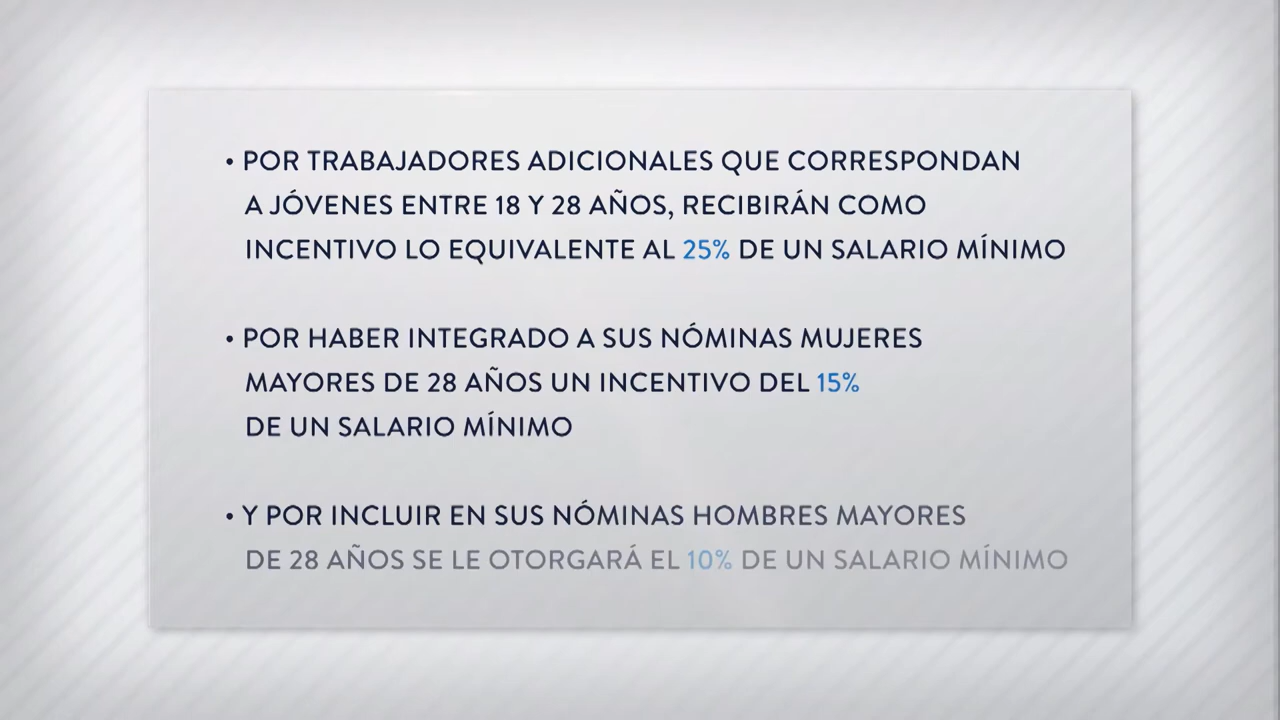 • POR TRABAJADORES ADICIONALES QUE CORRESPONDAN
A JÓVENES ENTRE 18 Y 28 AÑOS, RECIBIRÁN COMO
INCENTIVO LO EQUIVALENTE AL 25% DE UN SALARIO MÍNIMO
• POR HABER INTEGRADO A SUS NÓMINAS MUJERES
MAYORES DE 28 AÑOS UN INCENTIVO DEL 15%
DE UN SALARIO MÍNIMO
• Y POR INCLUIR EN SUS NÓMINAS HOMBRES MAYORES
DE 28 AÑOS SE LE OTORGARÁ EL 10% DE UN SALARIO MÍNIMO